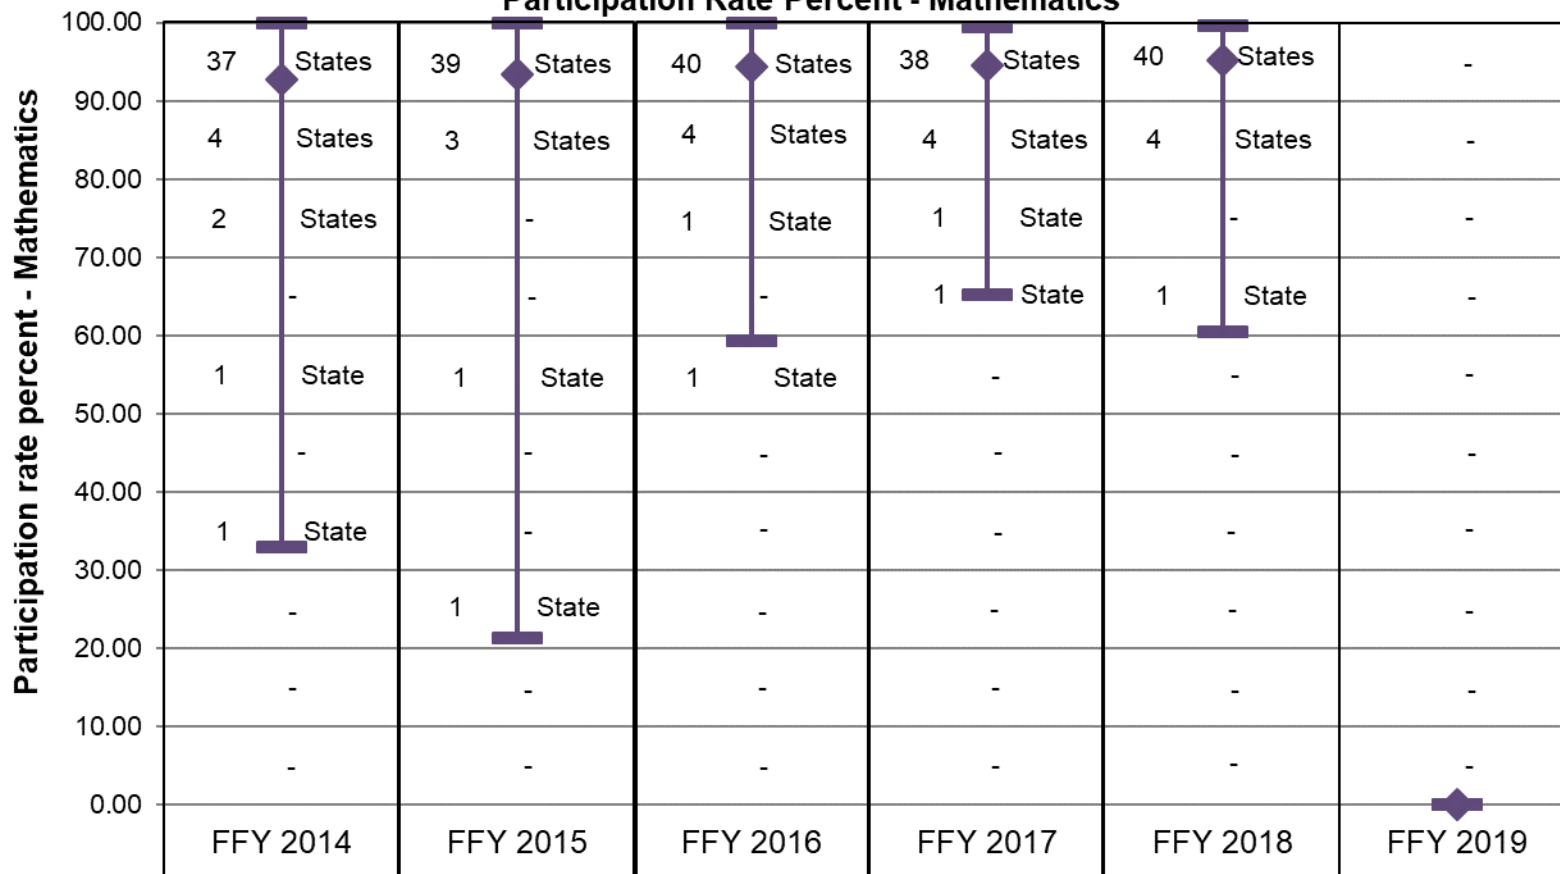 Participation Rate Percent - Mathematics
Participation rate percent - Mathematics
100.00
37 States 39 States 40 States 38 States 40 States -
90.00
4 States 3 States 4 States 4 States 4 States -
80.00
2 States - 1 State 1 State - -
70.00
- - - 1 State 1 State -
60.00
1 State 1 State 1 State - - -
50.00
- - - - - -
40.00
1 State - - - - -
30.00
- 1 State - - - -
20.00
- - - - - -
10.00
- - - - - -
0.00
FFY 2014 FFY 2015 FFY 2016 FFY 2017 FFY 2018 FFY 2019